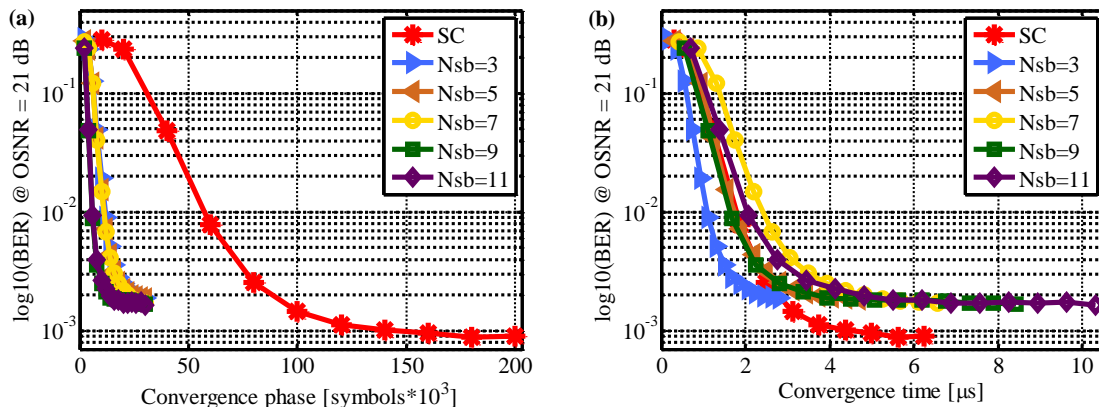 (a)
log10(BER) @ OSNR = 21 dB
10⁻¹
10⁻²
10⁻³
0 50 100 150 200
Convergence phase [symbols*10³]
SC
Nsb=3
Nsb=5
Nsb=7
Nsb=9
Nsb=11
(b)
log10(BER) @ OSNR = 21 dB
10⁻¹
10⁻²
10⁻³
0 2 4 6 8 10
Convergence time [μs]
SC
Nsb=3
Nsb=5
Nsb=7
Nsb=9
Nsb=11